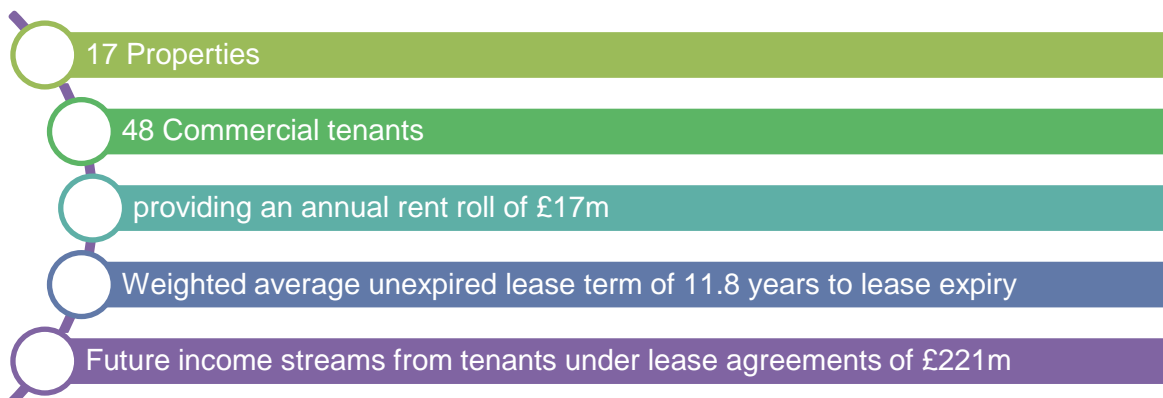 17 Properties
48 Commercial tenants
providing an annual rent roll of £17m
Weighted average unexpired lease term of 11.8 years to lease expiry
Future income streams from tenants under lease agreements of £221m